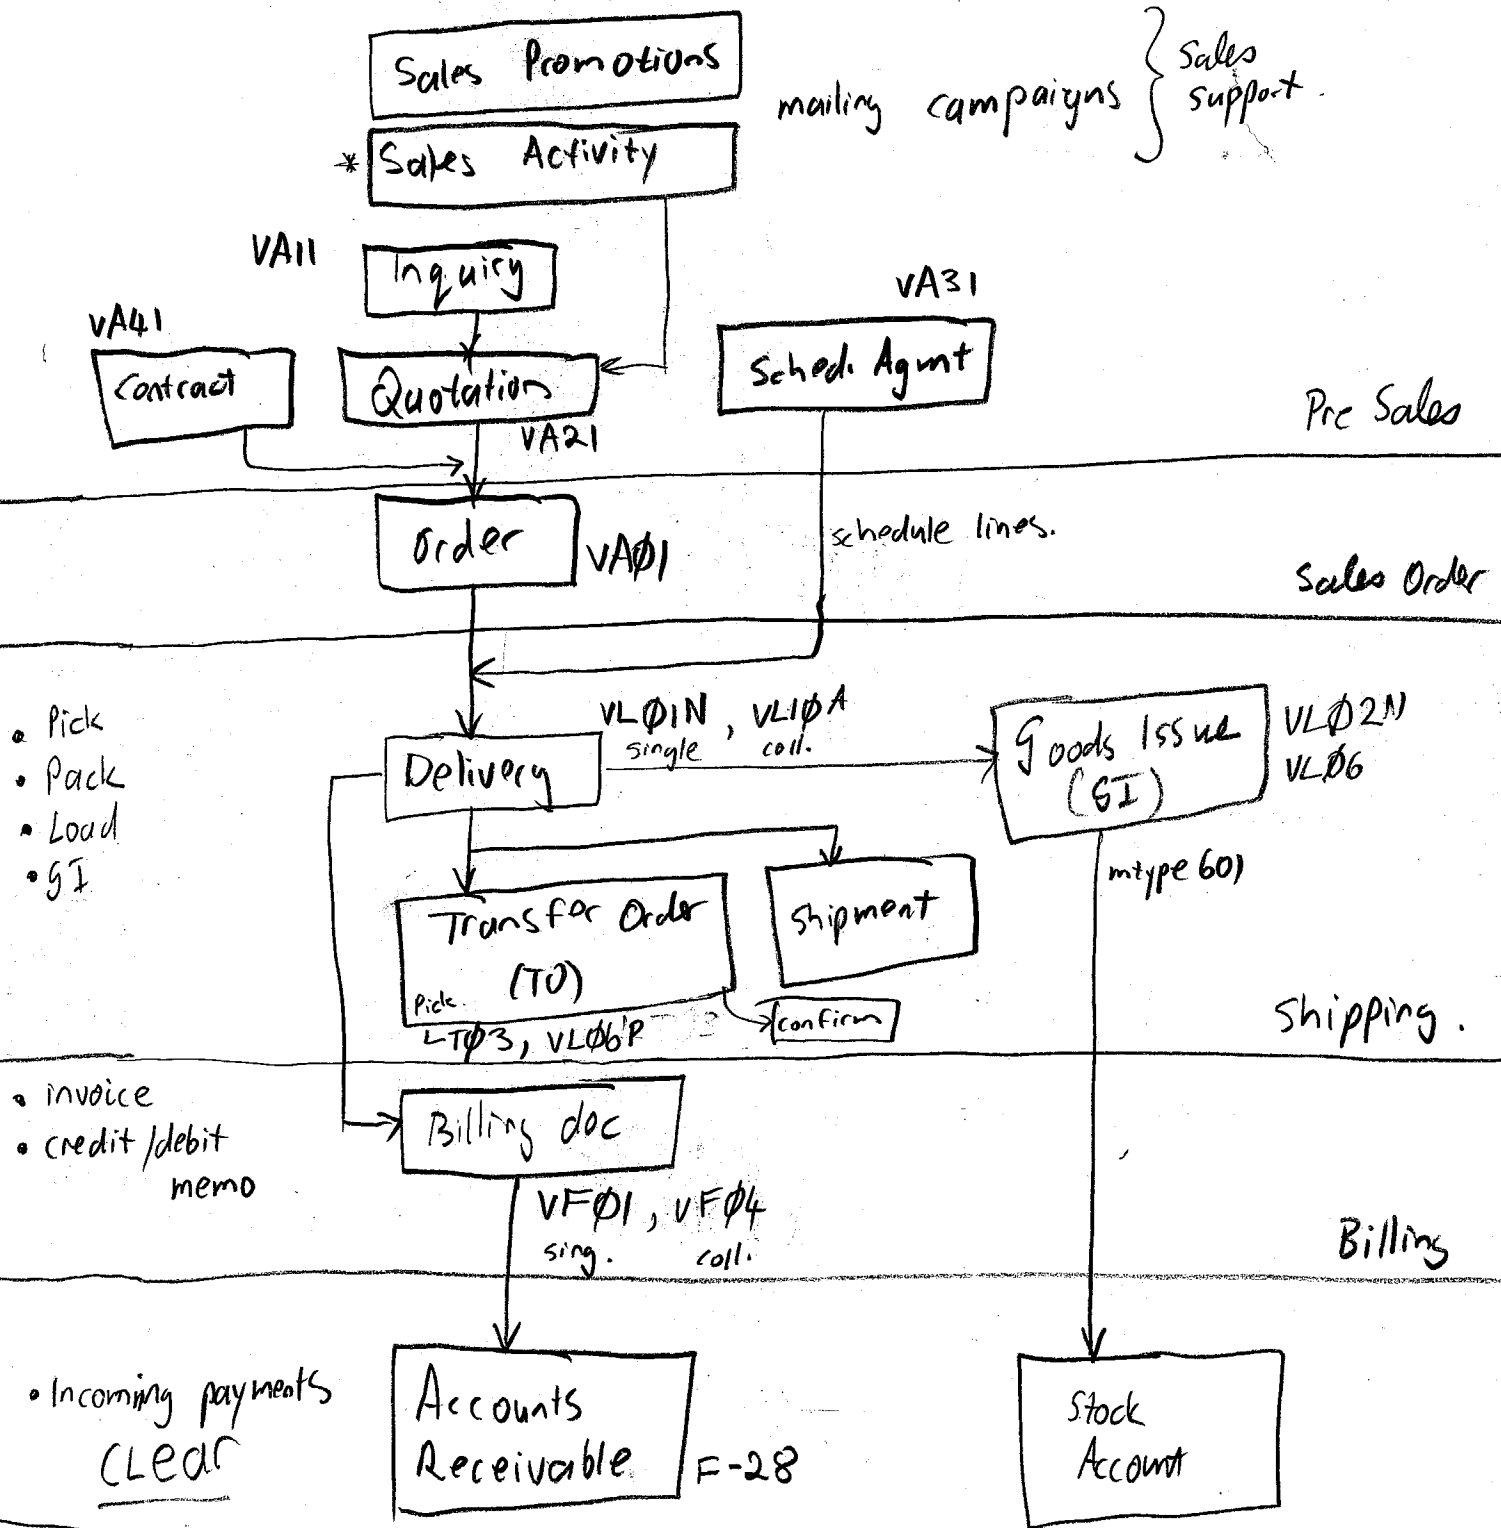 Sales Promotions
mailing campaigns
Sales
support.
* Sales Activity
VA11
Inquiry
VA31
VA41
Contract
Quotation
Sched. Agmt
VA21
Pre Sales
Order
VAØ1
schedule lines.
Sales Order
• Pick
• Pack
• Load
• GI
VLØ1N, VL1ØA
single coll.
Delivery
Goods Issue
(GI)
VLØ2N
VLØ6
mtype 601
Transfer Order
(TO)
Pick.
Shipment
confirm
LTØ3, VLØ6P
Shipping.
• invoice
• credit/debit
memo
Billing doc
VFØ1, VFØ4
sing. coll.
Billing
• Incoming payments
CLEAR
Accounts
Receivable
F-28
Stock
Account